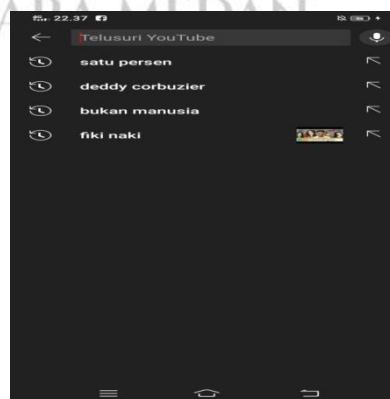 22.37
Telusuri YouTube
satu persen
deddy corbuzier
bukan manusia
fiki naki